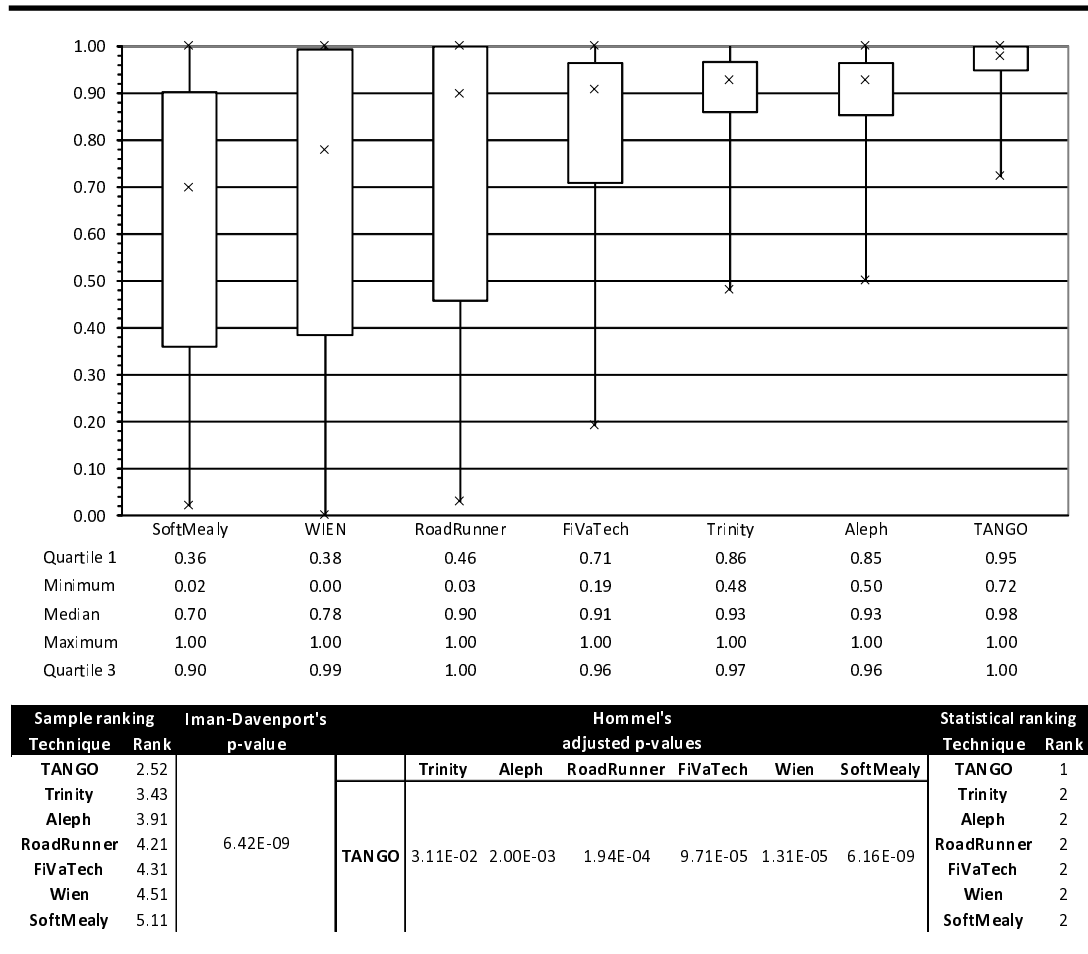 1.00
0.90
0.80
0.70
0.60
0.50
0.40
0.30
0.20
0.10
0.00
SoftMealy WIEN RoadRunner FiVaTech Trinity Aleph TANGO
Quartile 1 0.36 0.38 0.46 0.71 0.86 0.85 0.95
Minimum 0.02 0.00 0.03 0.19 0.48 0.50 0.72
Median 0.70 0.78 0.90 0.91 0.93 0.93 0.98
Maximum 1.00 1.00 1.00 1.00 1.00 1.00 1.00
Quartile 3 0.90 0.99 1.00 0.96 0.97 0.96 1.00
Sample ranking Iman-Davenport's Hommel's Statistical ranking
Technique Rank p-value adjusted p-values Technique Rank
TANGO 2.52 Trinity Aleph RoadRunner FiVaTech Wien SoftMealy TANGO 1
Trinity 3.43 Trinity 2
Aleph 3.91 Aleph 2
RoadRunner 4.21 6.42E-09 RoadRunner 2
TANGO 3.11E-02 2.00E-03 1.94E-04 9.71E-05 1.31E-05 6.16E-09
FiVaTech 4.31 FiVaTech 2
Wien 4.51 Wien 2
SoftMealy 5.11 SoftMealy 2